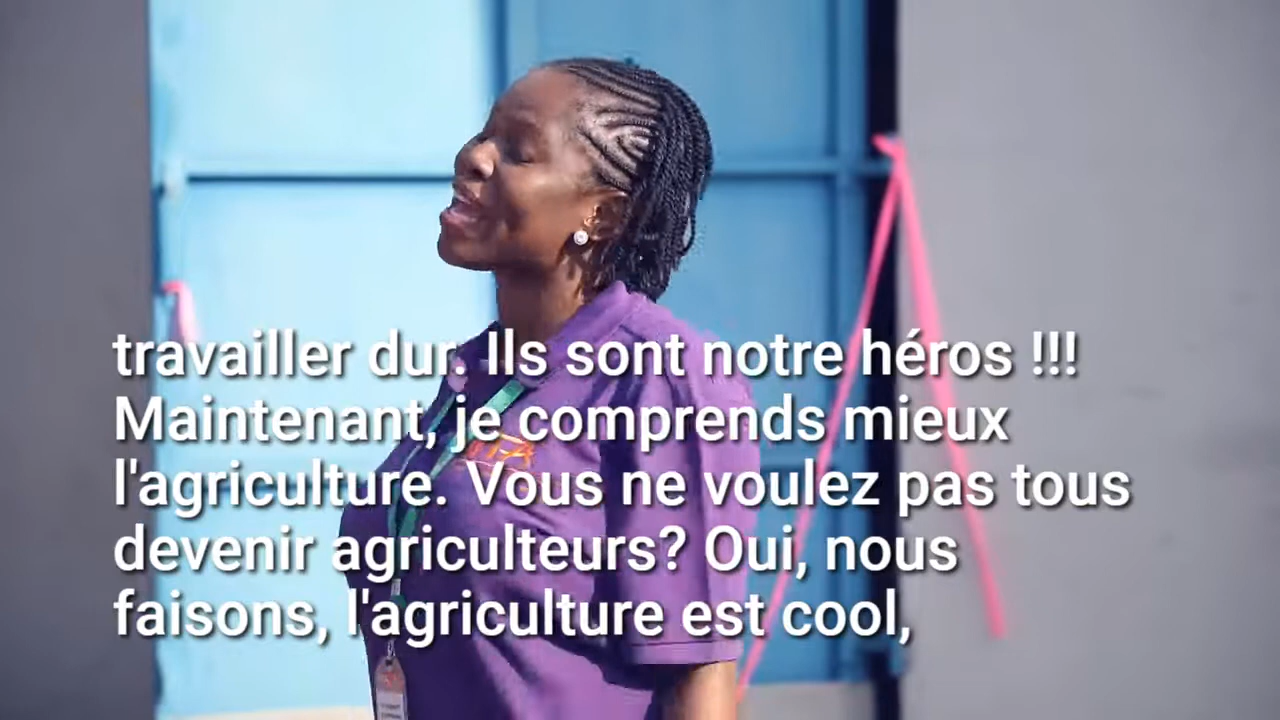 travailler dur. Ils sont notre héros !!!
Maintenant, je comprends mieux
l'agriculture. Vous ne voulez pas tous
devenir agriculteurs? Oui, nous
faisons, l'agriculture est cool,